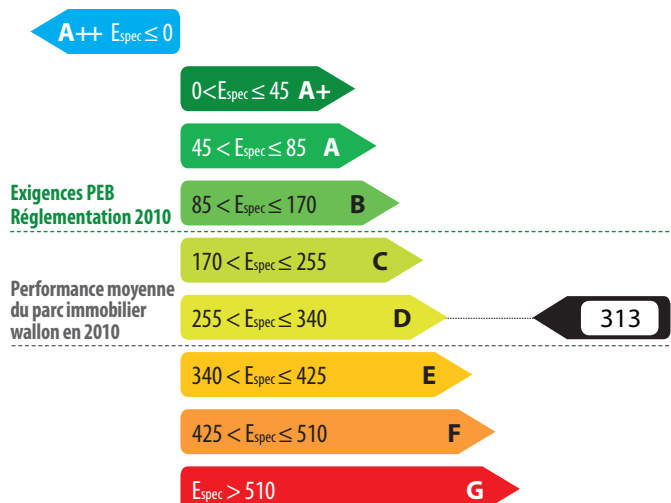 A++ Espec ≤ 0
0<Espec ≤ 45 A+
45 < Espec ≤ 85 A
Exigences PEB
Réglementation 2010
85 < Espec ≤ 170 B
170 < Espec ≤ 255 C
Performance moyenne
du parc immobilier
wallon en 2010
255 < Espec ≤ 340 D
313
340 < Espec ≤ 425 E
425 < Espec ≤ 510 F
Espec > 510 G